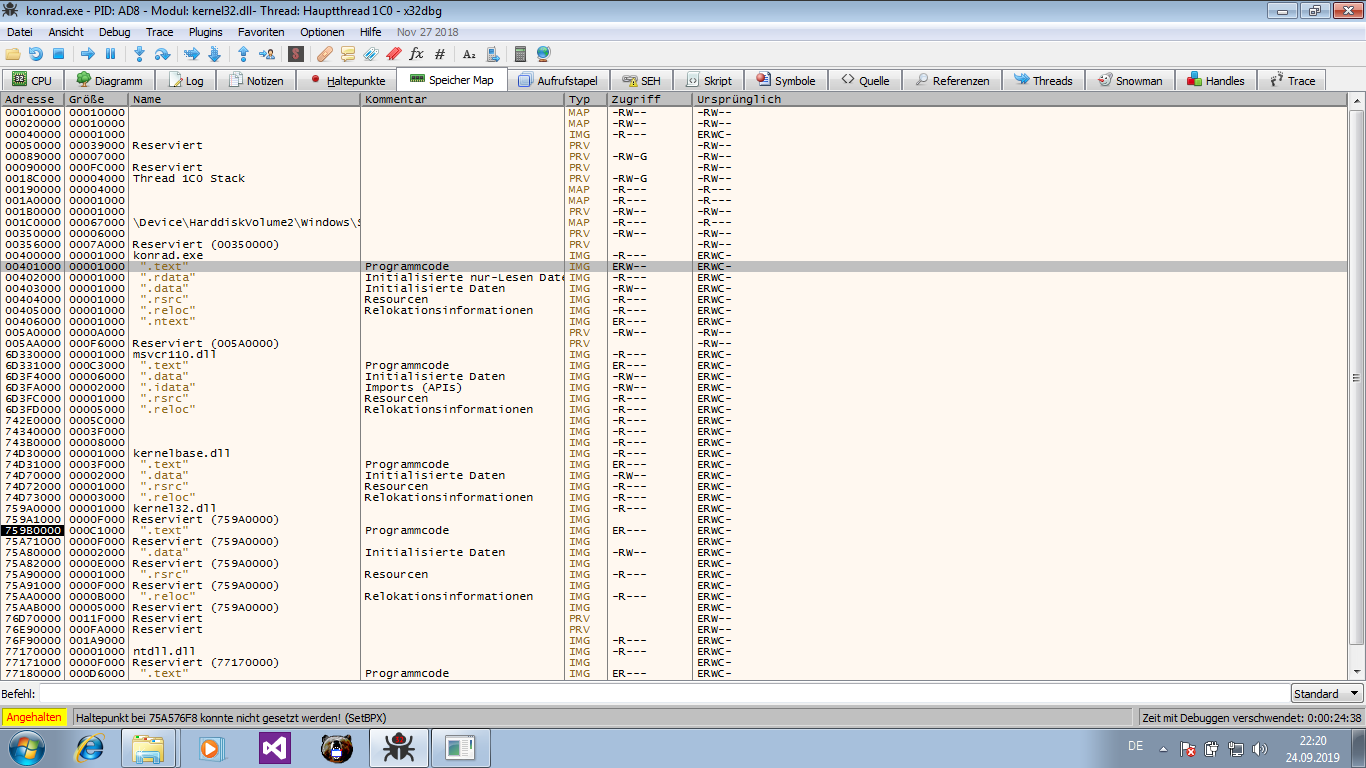 konrad.exe - PID: AD8 - Modul: kernel32.dll- Thread: Hauptthread 1C0 - x32dbg
Datei Ansicht Debug Trace Plugins Favoriten Optionen Hilfe Nov 27 2018
CPU Diagramm Log Notizen Haltepunkte Speicher Map Aufrufstapel SEH Skript Symbole Quelle Referenzen Threads Snowman Handles Trace
Adresse Größe Name Kommentar Typ Zugriff Ursprünglich
00010000 00010000 MAP -RW-- -RW--
00020000 00010000 MAP -RW-- -RW--
00040000 00001000 IMG -R--- ERWC-
00050000 00039000 Reserviert PRV -RW--
00089000 00007000 PRV -RW-G -RW--
00090000 000FC000 Reserviert PRV -RW--
0018C000 00004000 Thread 1C0 Stack PRV -RW-G -RW--
00190000 00004000 MAP -R--- -R---
001A0000 00001000 MAP -R--- -R---
001B0000 00001000 PRV -RW-- -RW--
001C0000 00067000 \Device\HarddiskVolume2\Windows\S MAP -R--- -R---
00350000 00006000 PRV -RW-- -RW--
00356000 0007A000 Reserviert (00350000) PRV -RW--
00400000 00001000 konrad.exe IMG -R--- ERWC-
00401000 00001000 ".text" Programmcode IMG ERW-- ERWC-
00402000 00001000 ".rdata" Initialisierte nur-Lesen Date IMG -R--- ERWC-
00403000 00001000 ".data" Initialisierte Daten IMG -RW-- ERWC-
00404000 00001000 ".rsrc" Resourcen IMG -R--- ERWC-
00405000 00001000 ".reloc" Relokationsinformationen IMG -R--- ERWC-
00406000 00001000 ".ntext" IMG ER--- ERWC-
005A0000 0000A000 PRV -RW-- -RW--
005AA000 000F6000 Reserviert (005A0000) PRV -RW--
6D330000 00001000 msvcr110.dll IMG -R--- ERWC-
6D331000 000C3000 ".text" Programmcode IMG ER--- ERWC-
6D3F4000 00006000 ".data" Initialisierte Daten IMG -RW-- ERWC-
6D3FA000 00002000 ".idata" Imports (APIs) IMG -R--- ERWC-
6D3FC000 00001000 ".rsrc" Resourcen IMG -R--- ERWC-
6D3FD000 00005000 ".reloc" Relokationsinformationen IMG -R--- ERWC-
742E0000 0005C000 IMG -R--- ERWC-
74340000 0003F000 IMG -R--- ERWC-
743B0000 00008000 IMG -R--- ERWC-
74D30000 00001000 kernelbase.dll IMG -R--- ERWC-
74D31000 0003F000 ".text" Programmcode IMG ER--- ERWC-
74D70000 00002000 ".data" Initialisierte Daten IMG -RW-- ERWC-
74D72000 00001000 ".rsrc" Resourcen IMG -R--- ERWC-
74D73000 00003000 ".reloc" Relokationsinformationen IMG -R--- ERWC-
759A0000 00001000 kernel32.dll IMG -R--- ERWC-
759A1000 0000F000 Reserviert (759A0000) IMG ERWC-
759B0000 000C1000 ".text" Programmcode IMG ER--- ERWC-
75A71000 0000F000 Reserviert (759A0000) IMG ERWC-
75A80000 00002000 ".data" Initialisierte Daten IMG -RW-- ERWC-
75A82000 0000E000 Reserviert (759A0000) IMG ERWC-
75A90000 00001000 ".rsrc" Resourcen IMG -R--- ERWC-
75A91000 0000F000 Reserviert (759A0000) IMG ERWC-
75AA0000 0000B000 ".reloc" Relokationsinformationen IMG -R--- ERWC-
75AAB000 00005000 Reserviert (759A0000) IMG ERWC-
76D70000 0011F000 Reserviert PRV ERW--
76E90000 000FA000 Reserviert PRV ERW--
76F90000 001A9000 IMG -R--- ERWC-
77170000 00001000 ntdll.dll IMG -R--- ERWC-
77171000 0000F000 Reserviert (77170000) IMG ERWC-
77180000 000D6000 ".text" Programmcode IMG ER--- ERWC-
Befehl: Standard
Angehalten Haltepunkt bei 75A576F8 konnte nicht gesetzt werden! (SetBPX) Zeit mit Debuggen verschwendet: 0:00:24:38
DE 22:20
24.09.2019